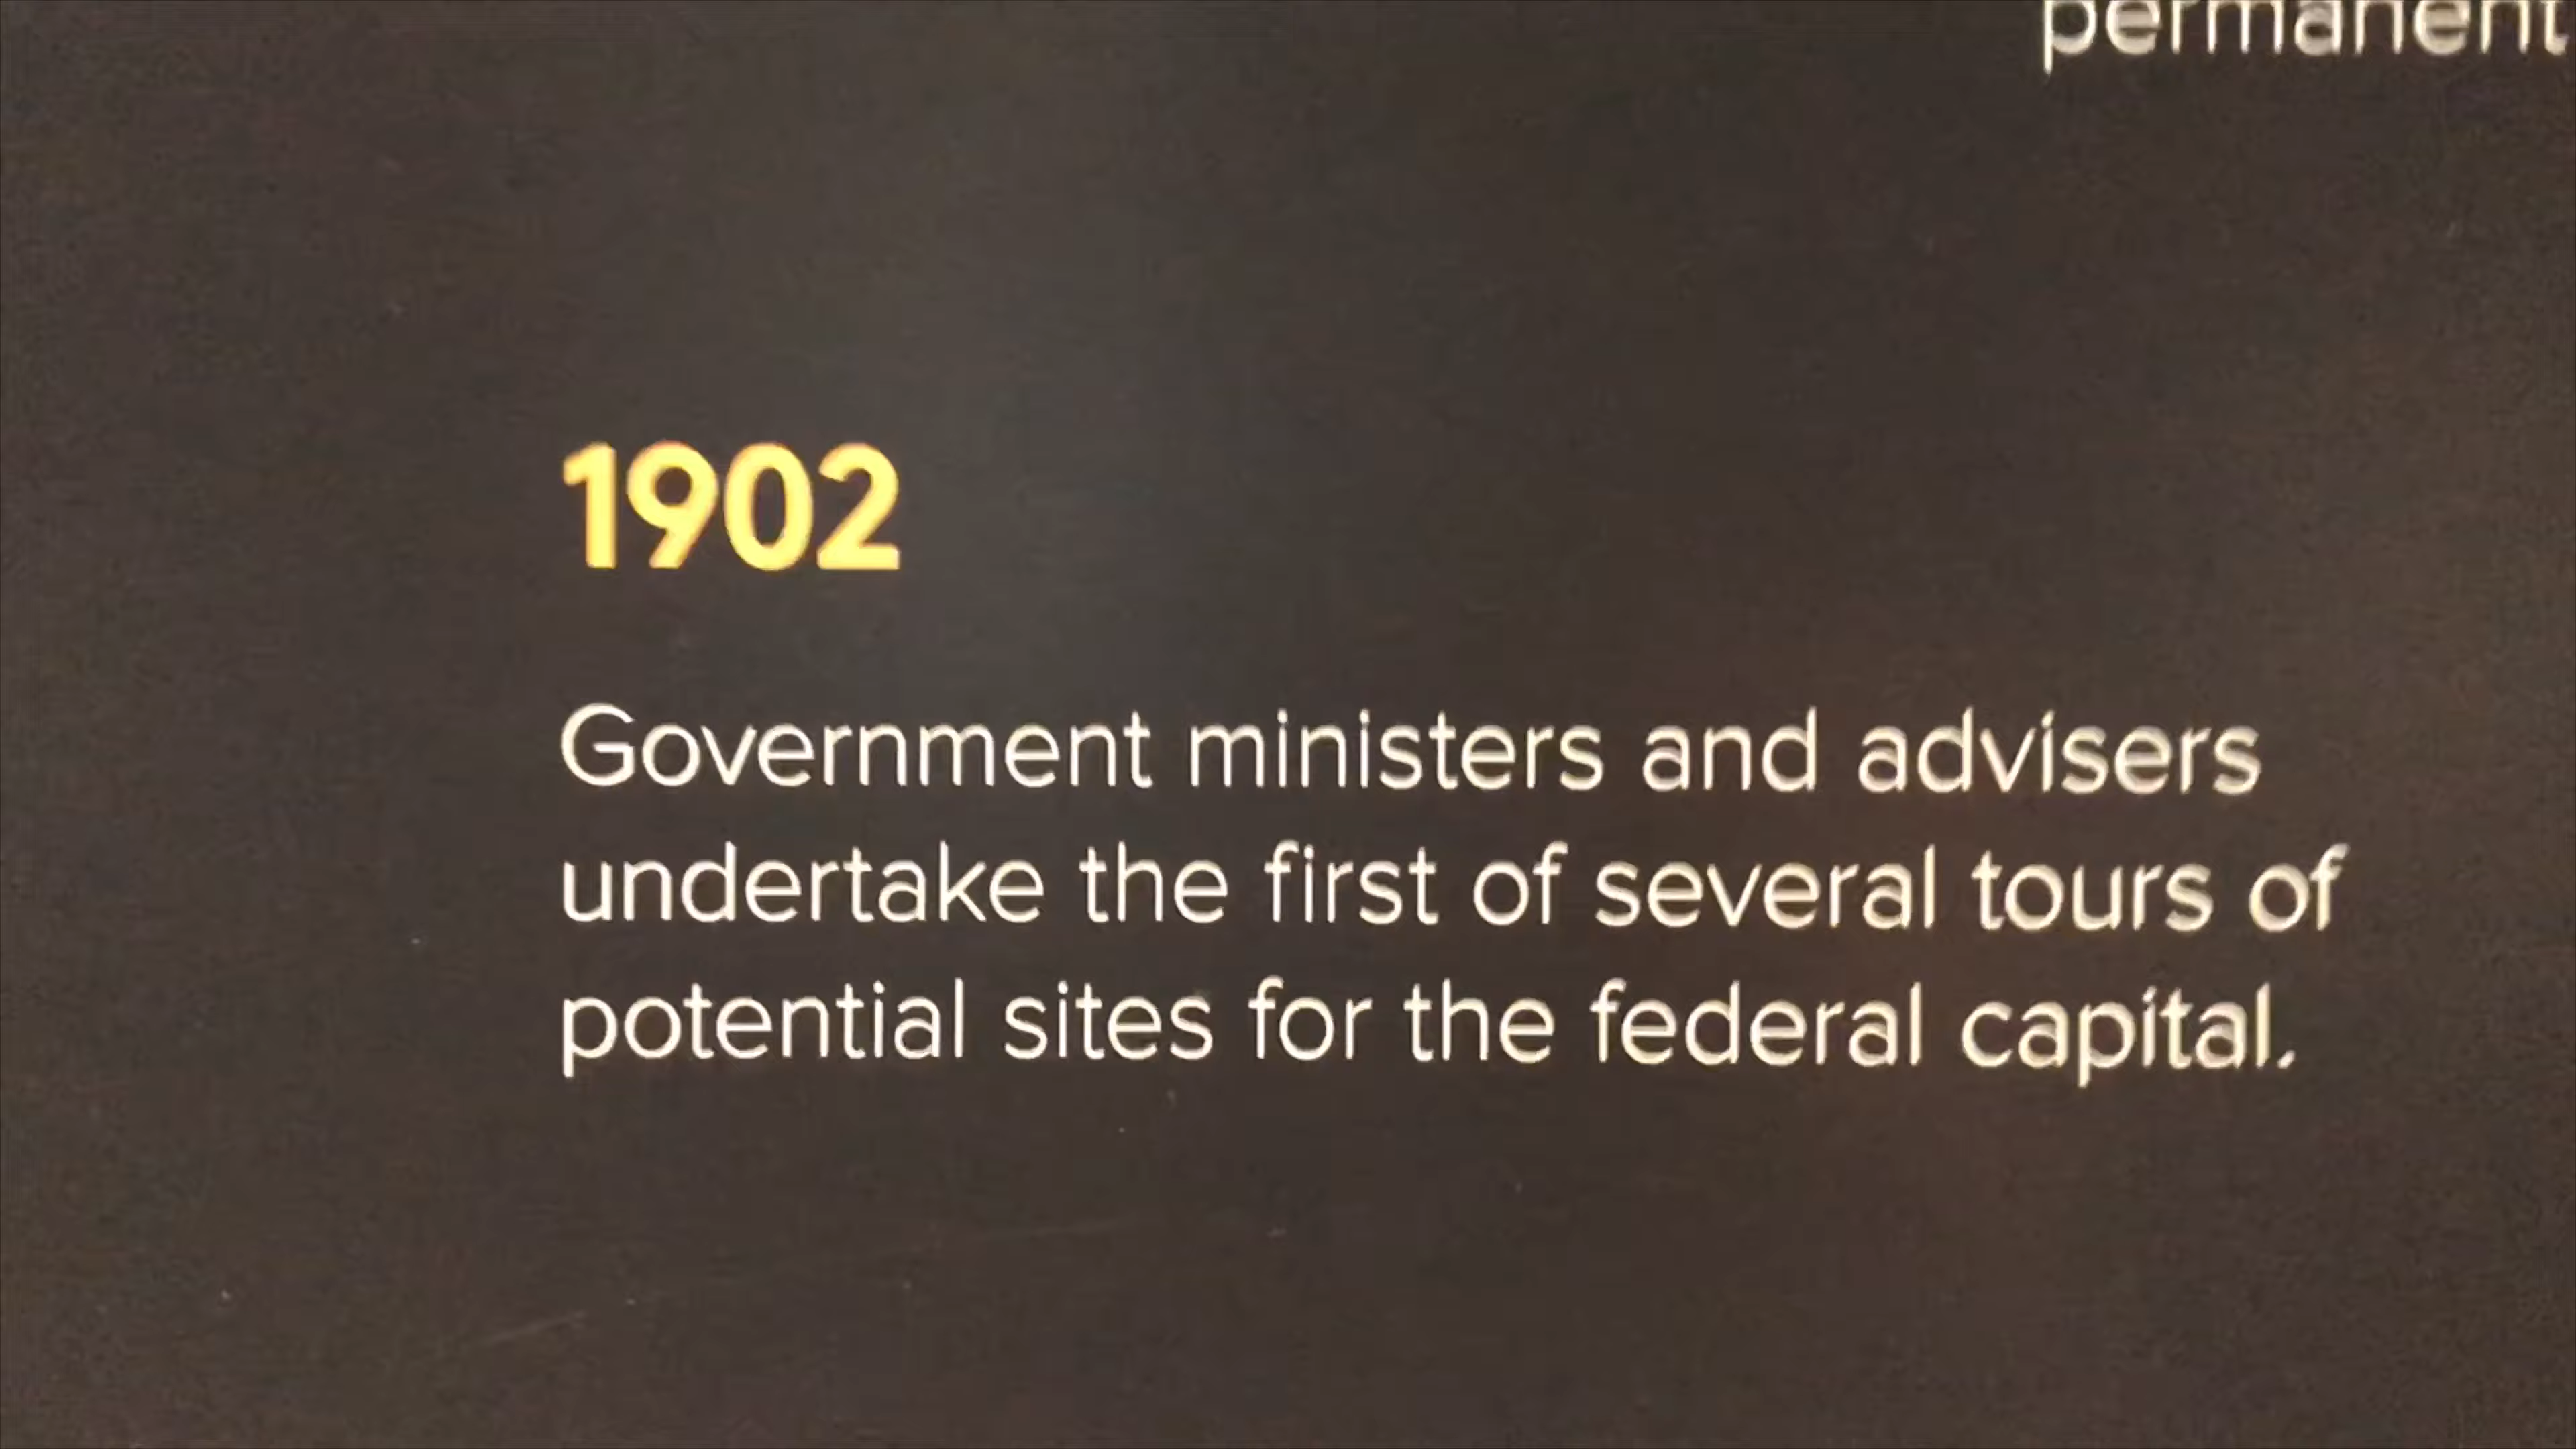 permanent
1902
Government ministers and advisers
undertake the first of several tours of
potential sites for the federal capital.